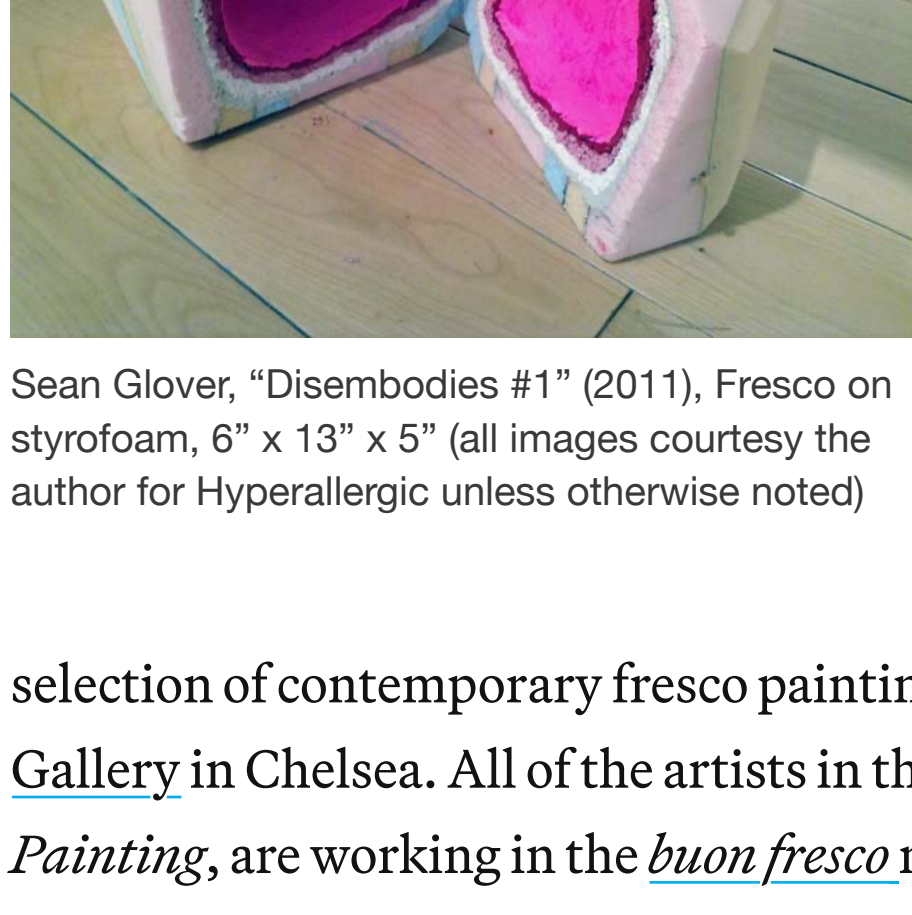 Sean Glover, “Disembodies #1” (2011), Fresco on
styrofoam, 6” x 13” x 5” (all images courtesy the
author for Hyperallergic unless otherwise noted)
selection of contemporary fresco
Gallery in Chelsea. All of the artists in
Painting, are working in the buon fresco